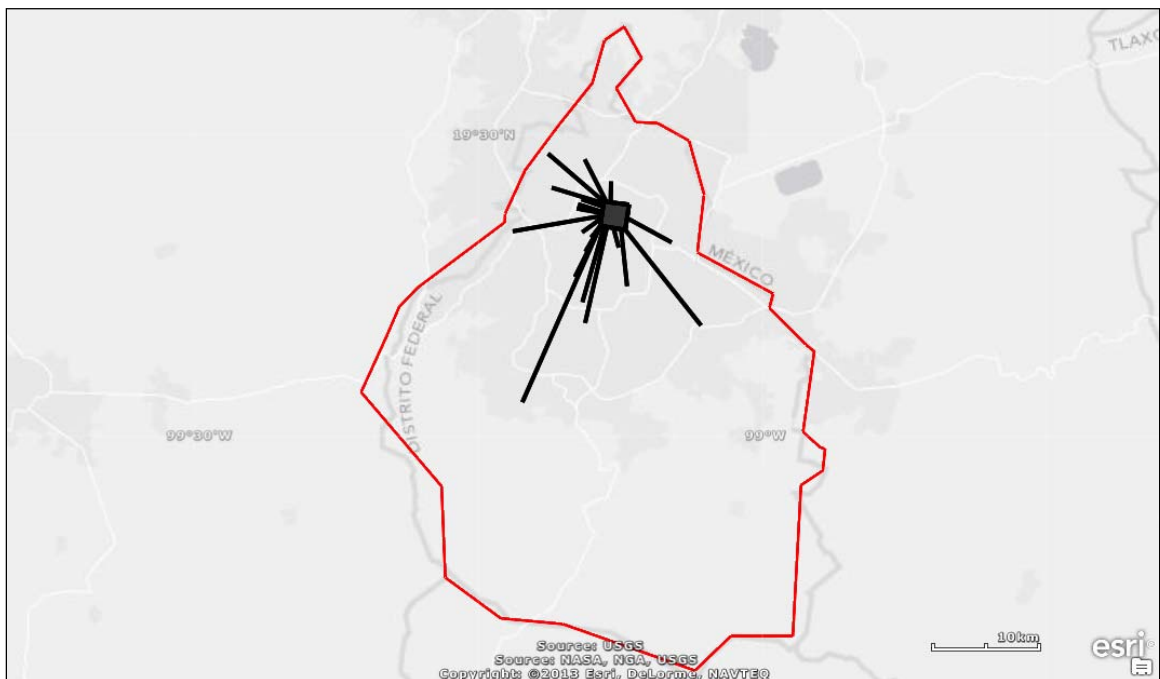 TLAXC
19°30'N
MÉXICO
DISTRITO FEDERAL
99°30'W
99°W
10km
Source: USGS
Source: NASA, NGA, USGS
Copyright: ©2013 Esri, DeLorme, NAVTEQ
esri